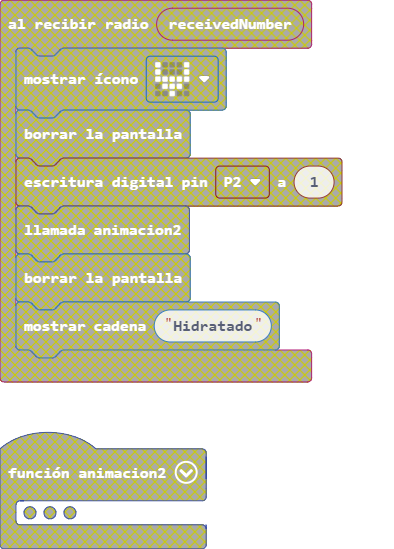 al recibir radio receivedNumber
mostrar ícono
borrar la pantalla
escritura digital pin P2 a 1
llamada animacion2
borrar la pantalla
mostrar cadena "Hidratado"
función animacion2